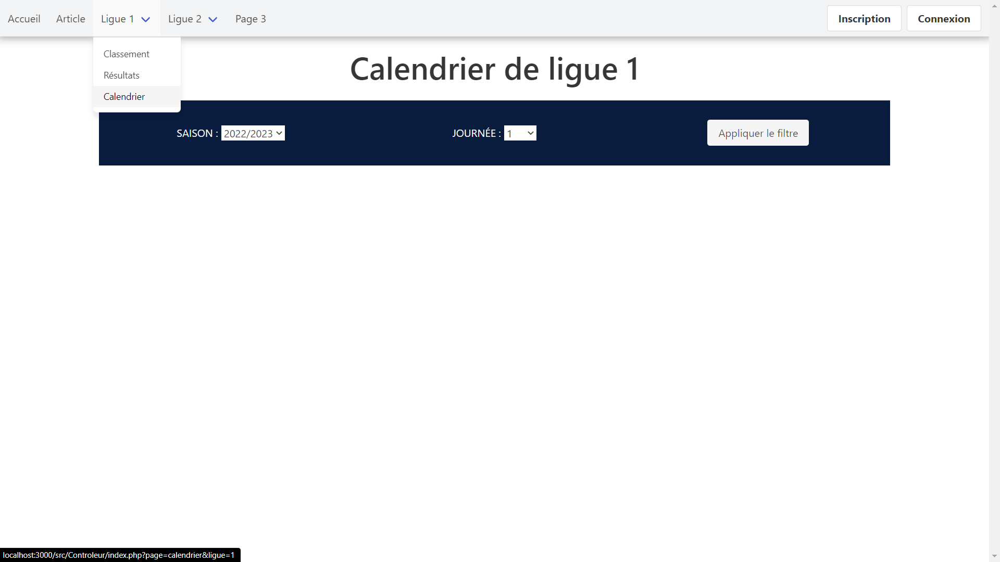 Accueil Article Ligue 1 Ligue 2 Page 3 Inscription Connexion
Classement
Résultats
Calendrier
Calendrier de ligue 1
SAISON : 2022/2023 JOURNÉE : 1 Appliquer le filtre
localhost:3000/src/Controleur/index.php?page=calendrier&ligue=1